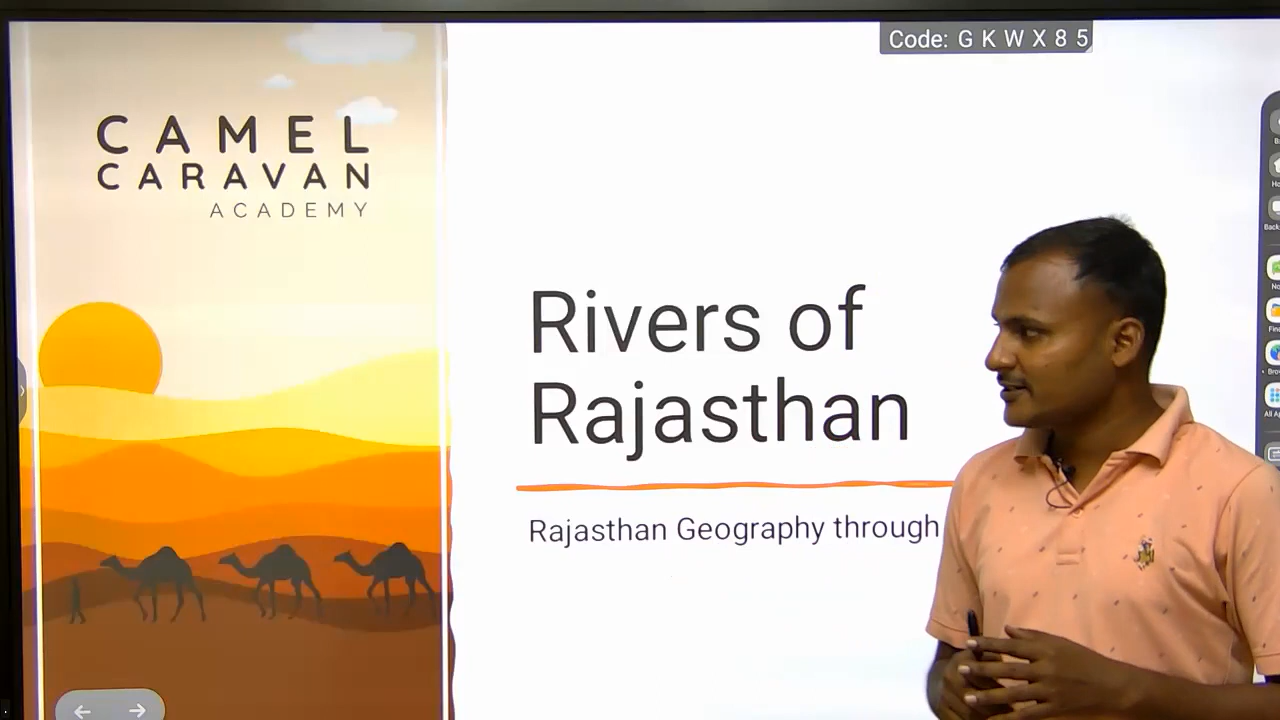 Code: G K W X 8 5
CAMEL
CARAVAN
ACADEMY
Rivers of
Rajasthan
Rajasthan Geography through